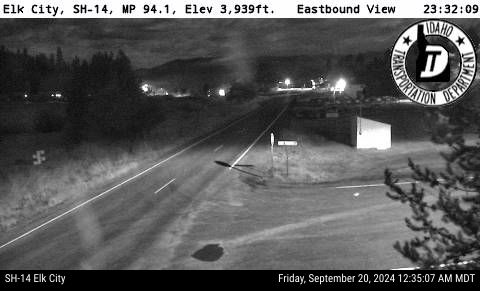 Elk City, SH-14, MP 94.1, Elev 3,939ft. Eastbound View 23:32:09
IDAHO
TRANSPORTATION DEPARTMENT
SH-14 Elk City Friday, September 20, 2024 12:35:07 AM MDT